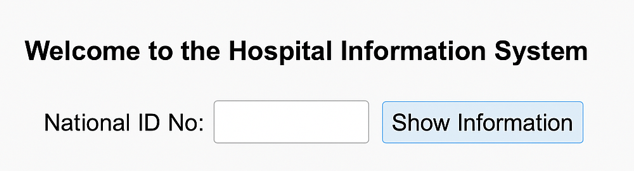 Welcome to the Hospital Information System
National ID No: Show Information